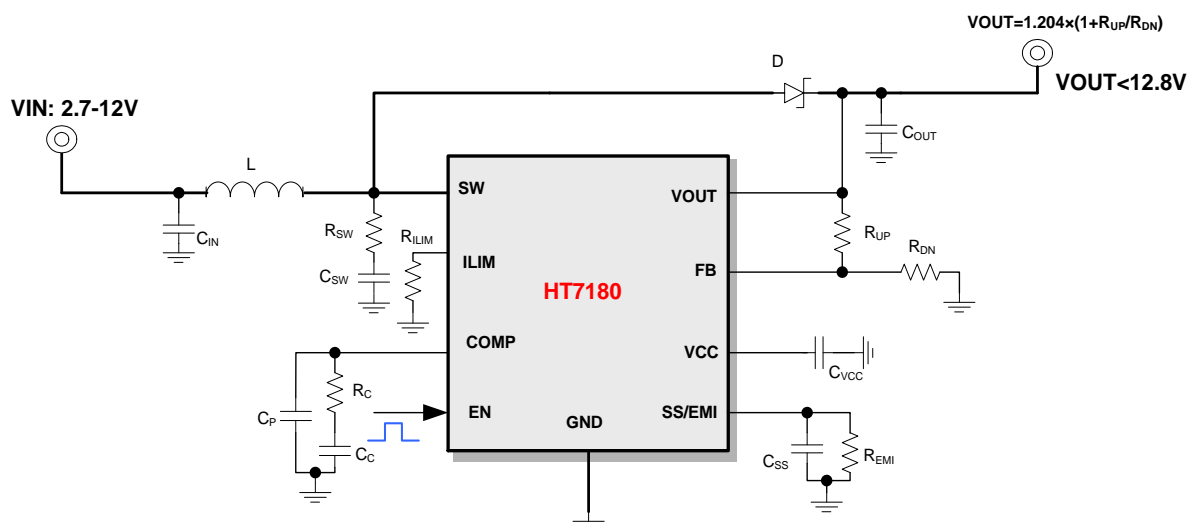 VOUT=1.204×(1+RUP/RDN)
D
VOUT<12.8V
VIN: 2.7-12V
COUT
L
SW
VOUT
CIN
RSW
RILIM
RUP
RDN
ILIM
FB
CSW
HT7180
COMP
VCC
CVCC
RC
CP
EN
SS/EMI
GND
CC
CSS
REMI